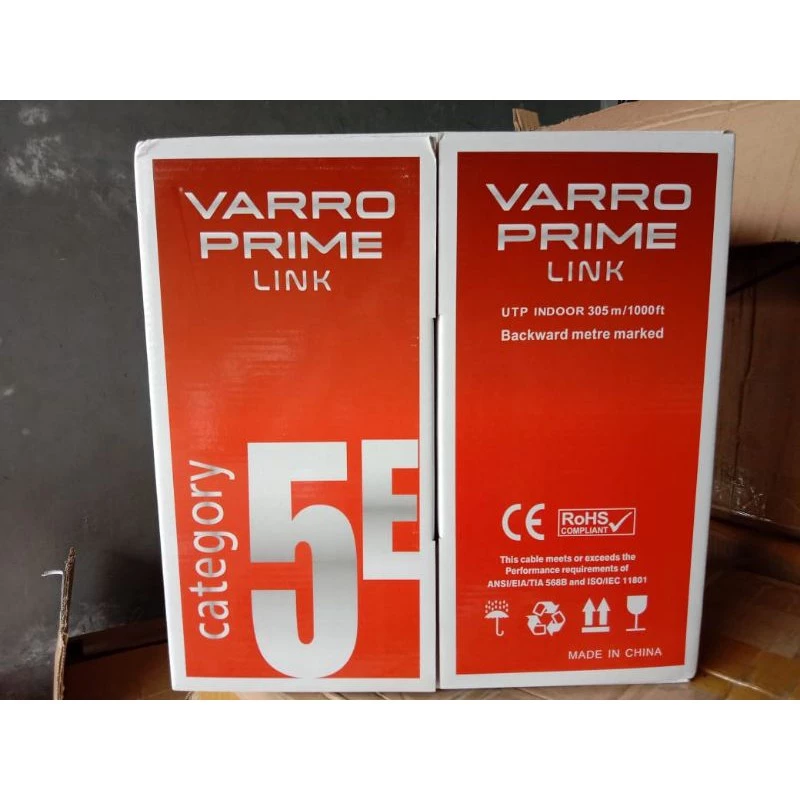 VARRO
PRIME
LINK
category
5E
VARRO
PRIME
LINK
UTP INDOOR 305m/1000ft
Backward metre marked
CE
RoHS
COMPLIANT
This cable meets or exceeds the
Performance requirements of
ANSI/EIA/TIA 568B and ISO/IEC 11801
MADE IN CHINA